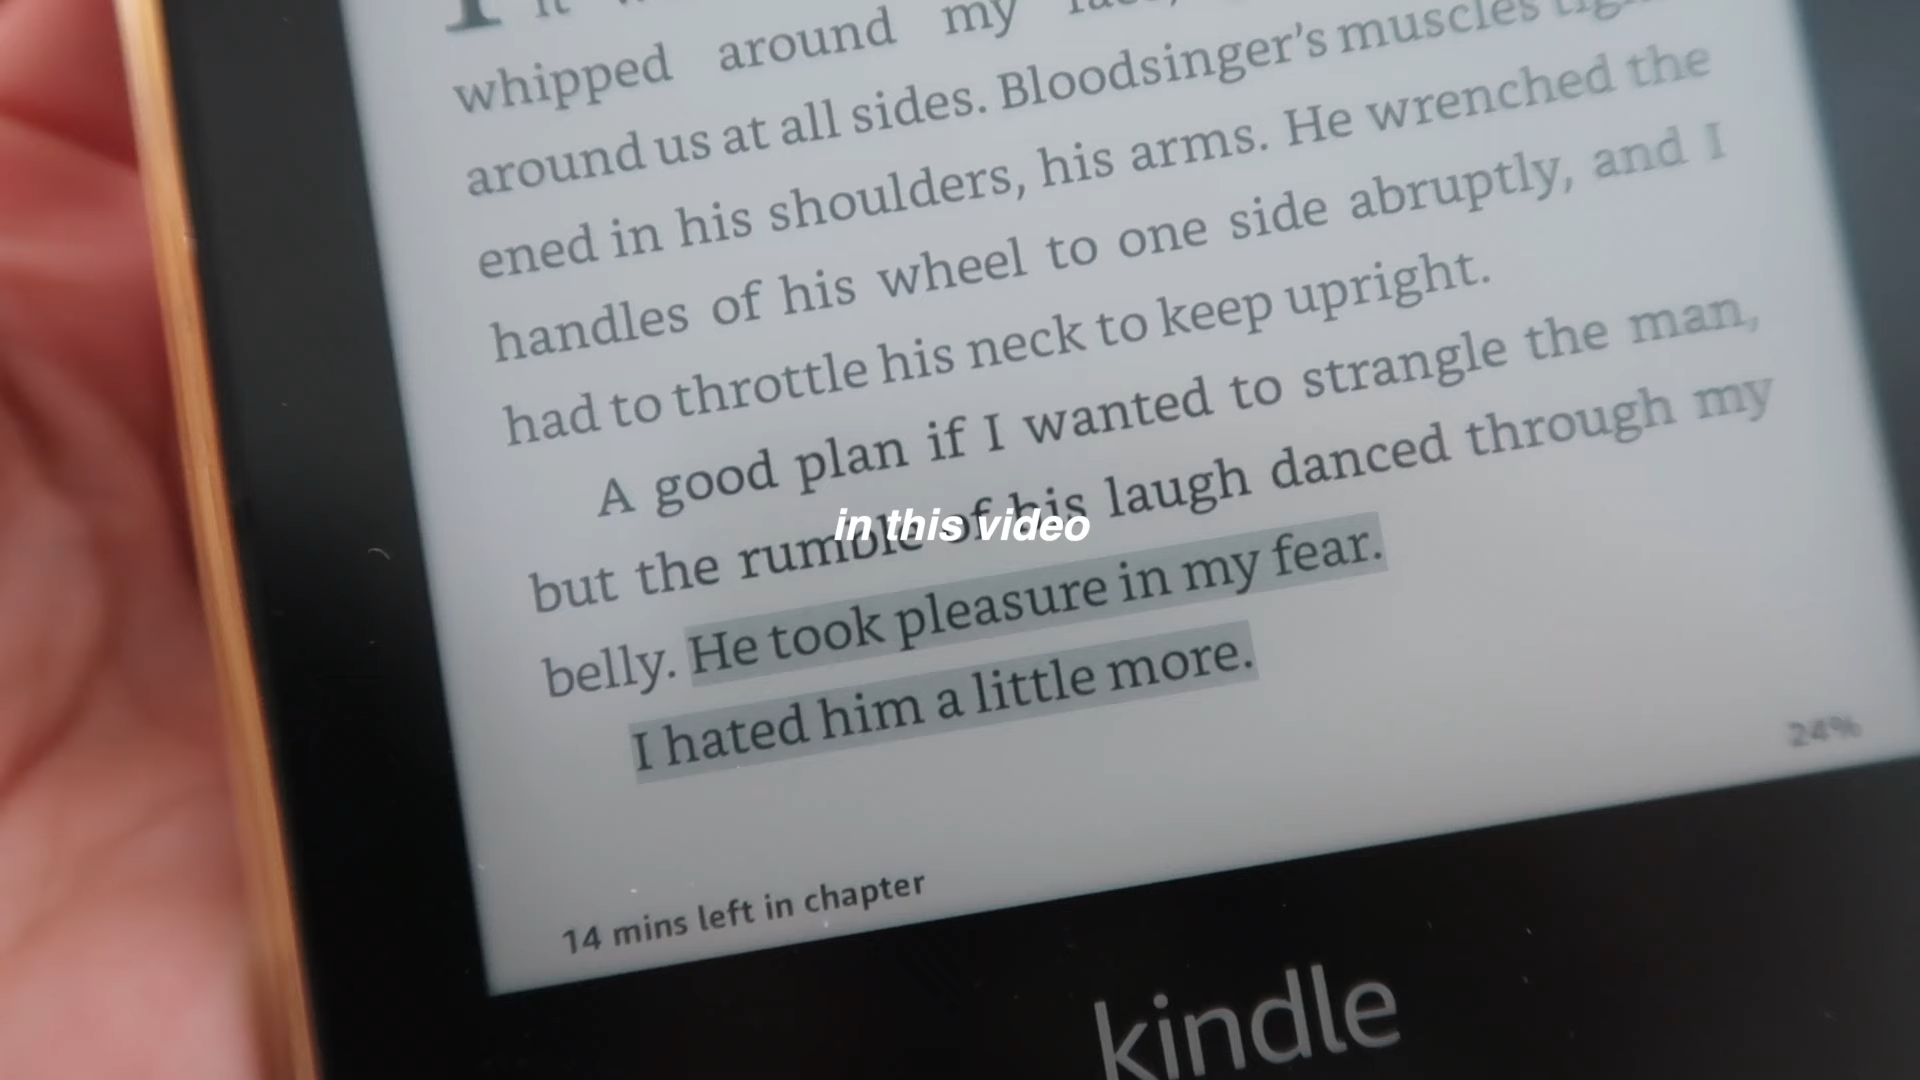 whipped around my
around us at all sides. Bloodsinger's muscles
ened in his shoulders, his arms. He wrenched the
handles of his wheel to one side abruptly, and I
had to throttle his neck to keep upright.
A good plan if I wanted to strangle the man,
but the rumble of his laugh danced through my
in this video
belly. He took pleasure in my fear.
I hated him a little more.
24%
14 mins left in chapter
kindle